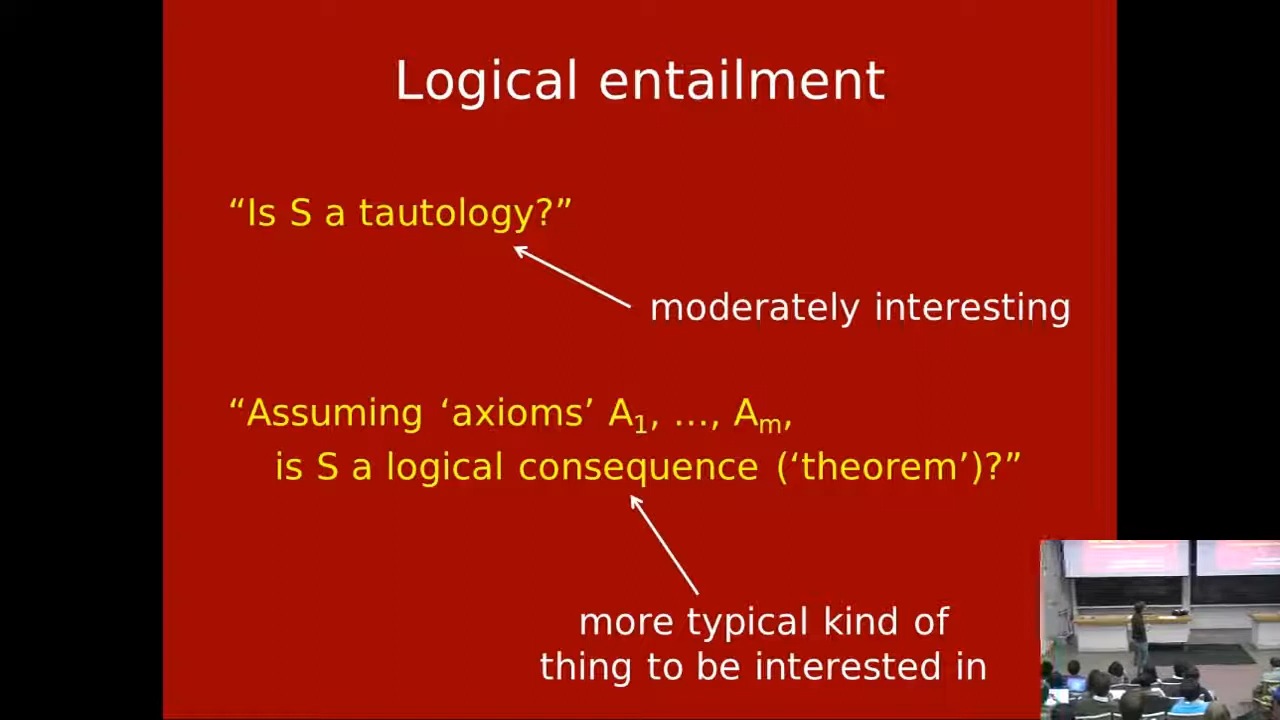 Logical entailment
“Is S a tautology?”
moderately interesting
“Assuming ‘axioms’ A₁, …, Aₘ,
is S a logical consequence (‘theorem’)?”
more typical kind of
thing to be interested in